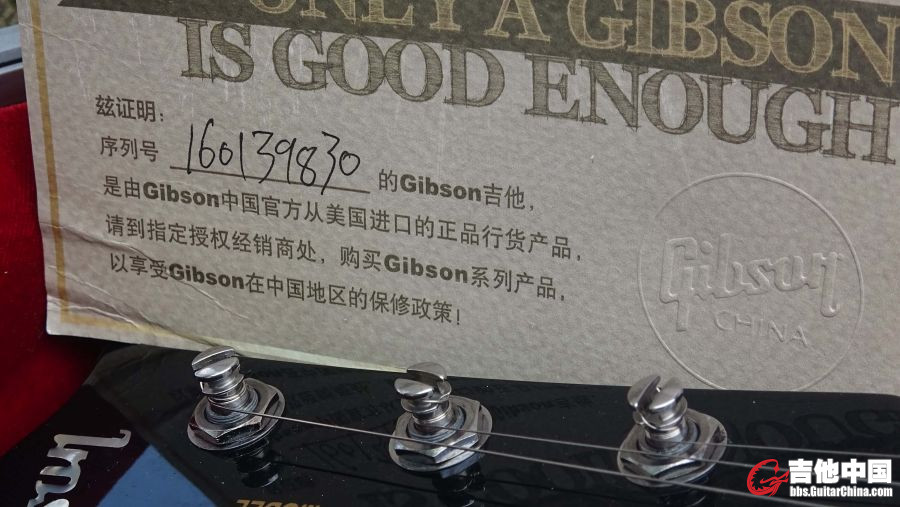 ONLY A GIBSON
IS GOOD ENOUGH
兹证明：
序列号 160139830 的Gibson吉他，
是由Gibson中国官方从美国进口的正品行货产品，
请到指定授权经销商处，购买Gibson系列产品，
以享受Gibson在中国地区的保修政策！
Gibson
CHINA
吉他中国
bbs.GuitarChina.com